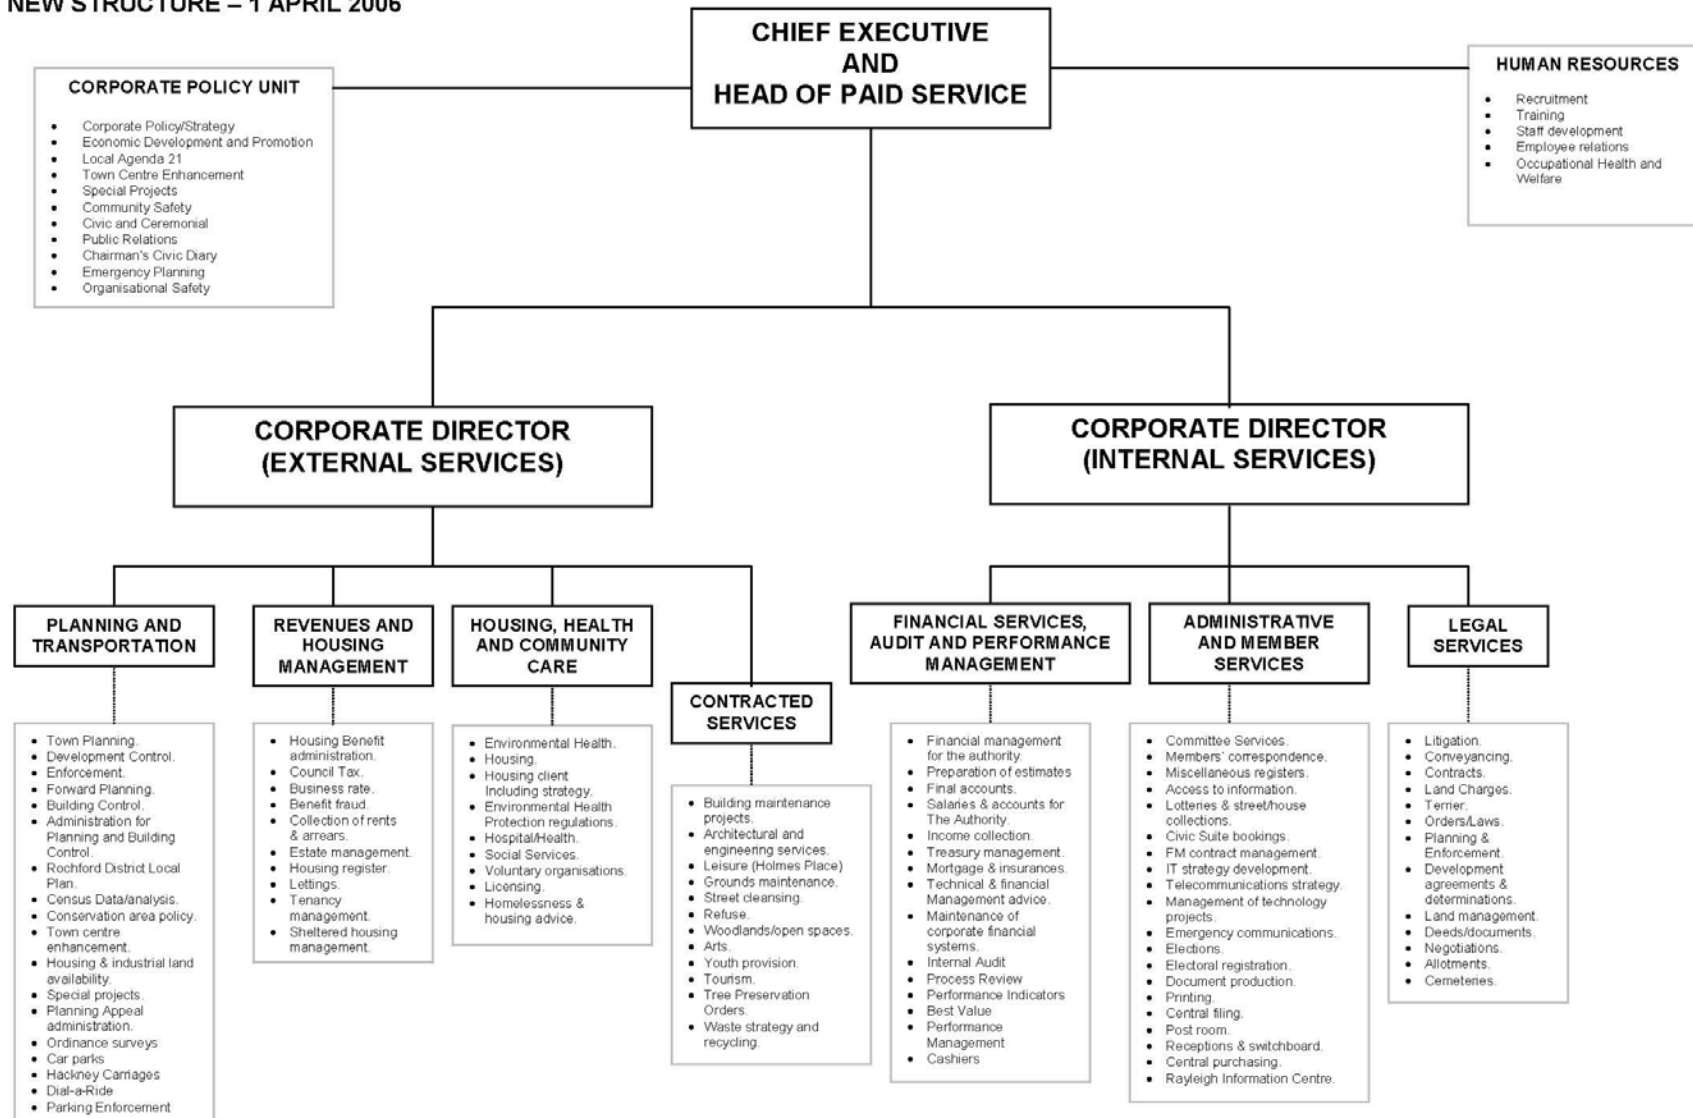 NEW STRUCTURE – 1 APRIL 2006
CHIEF EXECUTIVE
AND
HEAD OF PAID SERVICE
CORPORATE POLICY UNIT
• Corporate Policy/Strategy
• Economic Development and Promotion
• Local Agenda 21
• Town Centre Enhancement
• Special Projects
• Community Safety
• Civic and Ceremonial
• Public Relations
• Chairman's Civic Diary
• Emergency Planning
• Organisational Safety
HUMAN RESOURCES
• Recruitment
• Training
• Staff development
• Employee relations
• Occupational Health and
Welfare
CORPORATE DIRECTOR
(EXTERNAL SERVICES)
CORPORATE DIRECTOR
(INTERNAL SERVICES)
PLANNING AND
TRANSPORTATION
• Town Planning.
• Development Control.
• Enforcement.
• Forward Planning.
• Building Control.
• Administration for
Planning and Building
Control.
• Rochford District Local
Plan.
• Census Data/analysis.
• Conservation area policy.
• Town centre
enhancement.
• Housing & industrial land
availability.
• Special projects.
• Planning Appeal
administration.
• Ordinance surveys
• Car parks
• Hackney Carriages
• Dial-a-Ride
• Parking Enforcement
REVENUES AND
HOUSING
MANAGEMENT
• Housing Benefit
administration.
• Council Tax.
• Business rate.
• Benefit fraud.
• Collection of rents
& arrears.
• Estate management.
• Housing register.
• Lettings.
• Tenancy
management.
• Sheltered housing
management.
HOUSING, HEALTH
AND COMMUNITY
CARE
• Environmental Health.
• Housing.
• Housing client
Including strategy.
• Environmental Health
Protection regulations.
• Hospital/Health.
• Social Services.
• Voluntary organisations.
• Licensing.
• Homelessness &
housing advice.
CONTRACTED
SERVICES
• Building maintenance
projects.
• Architectural and
engineering services.
• Leisure (Holmes Place)
• Grounds maintenance.
• Street cleansing.
• Refuse.
• Woodlands/open spaces.
• Arts.
• Youth provision.
• Tourism.
• Tree Preservation
Orders.
• Waste strategy and
recycling.
FINANCIAL SERVICES,
AUDIT AND PERFORMANCE
MANAGEMENT
• Financial management
for the authority.
• Preparation of estimates
• Final accounts.
• Salaries & accounts for
The Authority.
• Income collection.
• Treasury management.
• Mortgage & insurances.
• Technical & financial
Management advice.
• Maintenance of
corporate financial
systems.
• Internal Audit
• Process Review
• Performance Indicators
• Best Value
• Performance
Management
• Cashiers
ADMINISTRATIVE
AND MEMBER
SERVICES
• Committee Services.
• Members' correspondence.
• Miscellaneous registers.
• Access to information.
• Lotteries & street/house
collections.
• Civic Suite bookings.
• FM contract management.
• IT strategy development.
• Telecommunications strategy.
• Management of technology
projects.
• Emergency communications.
• Elections.
• Electoral registration.
• Document production.
• Printing.
• Central filing.
• Post room.
• Receptions & switchboard.
• Central purchasing.
• Rayleigh Information Centre.
LEGAL
SERVICES
• Litigation.
• Conveyancing.
• Contracts.
• Land Charges.
• Terrier.
• Orders/Laws.
• Planning &
Enforcement.
• Development
agreements &
determinations.
• Land management.
• Deeds/documents.
• Negotiations.
• Allotments.
• Cemeteries.